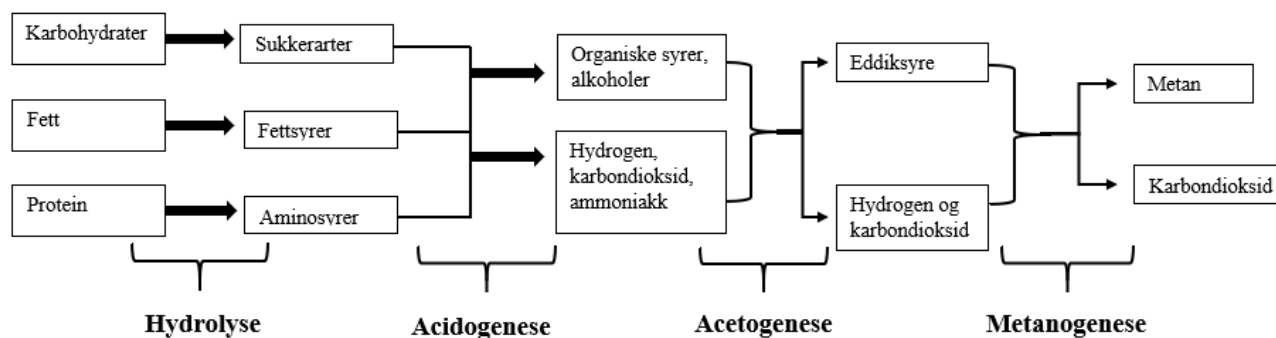 Karbohydrater
Sukkerarter
Organiske syrer,
alkoholer
Eddiksyre
Metan
Fett
Fettsyrer
Hydrogen,
karbondioksid,
ammoniakk
Karbondioksid
Protein
Aminosyrer
Hydrogen og
karbondioksid
Hydrolyse
Acidogenese
Acetogenese
Metanogenese